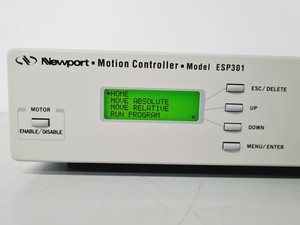 Newport ▪ Motion Controller ▪ Model ESP301
ESC/DELETE
*HOME
MOVE ABSOLUTE
MOVE RELATIVE
RUN PROGRAM
UP
MOTOR
DOWN
ENABLE/DISABLE
MENU/ENTER